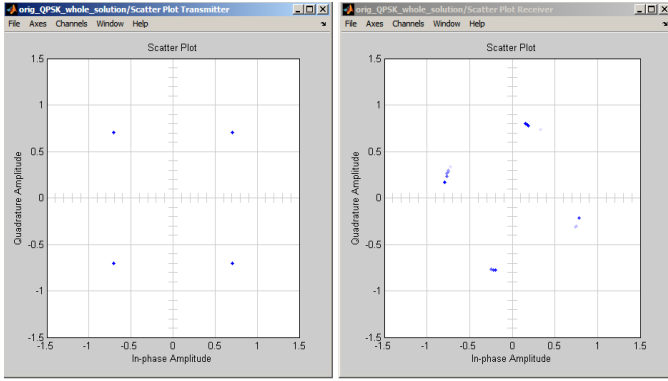 orig_QPSK_whole_solution/Scatter Plot Transmitter
File Axes Channels Window Help
Scatter Plot
1.5
1
0.5
0
-0.5
-1
-1.5
-1.5 -1 -0.5 0 0.5 1 1.5
Quadrature Amplitude
In-phase Amplitude
orig_QPSK_whole_solution/Scatter Plot Receiver
File Axes Channels Window Help
Scatter Plot
1.5
1
0.5
0
-0.5
-1
-1.5
-1.5 -1 -0.5 0 0.5 1 1.5
Quadrature Amplitude
In-phase Amplitude